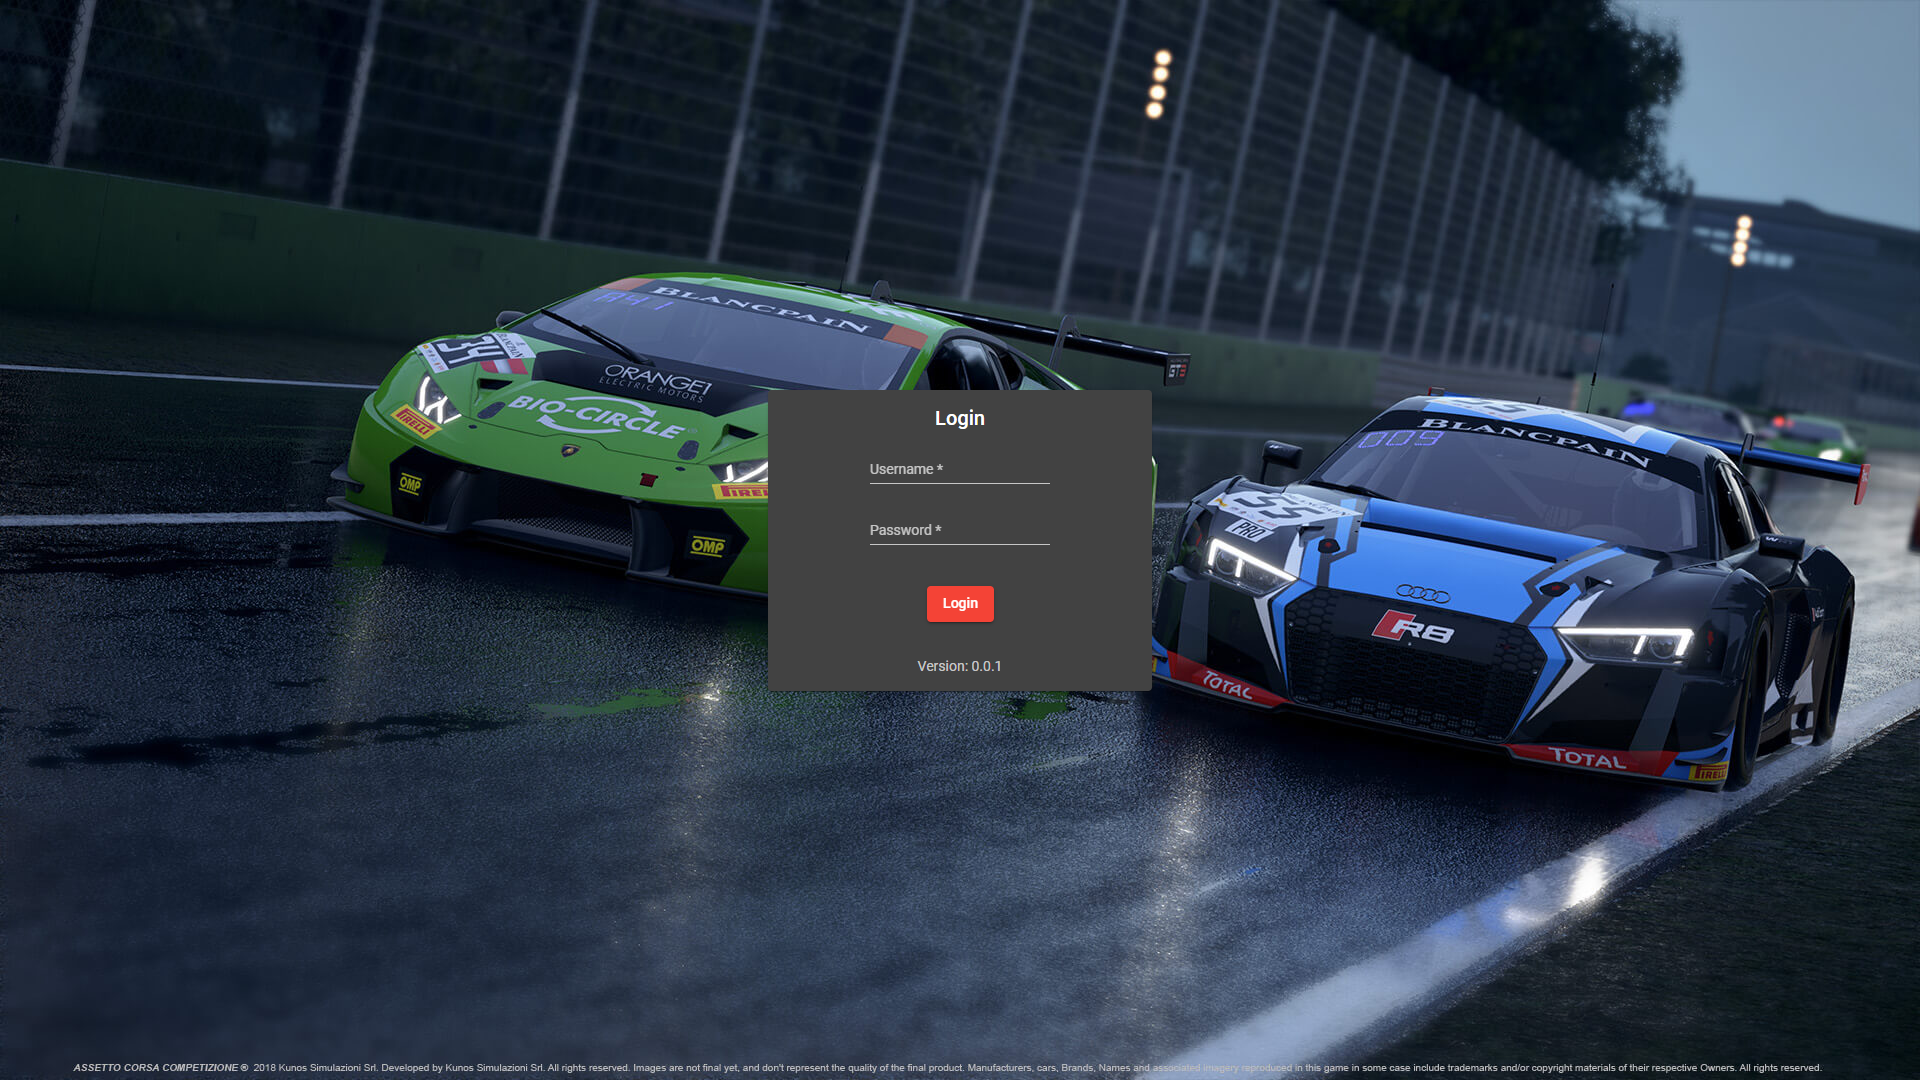 BLANCPAIN
34
ORANGE1
ELECTRIC MOTORS
BIO-CIRCLE
PIRELLI
OMP
OMP
GT3
Login
Username *
Password *
Login
Version: 0.0.1
BLANCPAIN
009
PRO
R8
TOTAL
TOTAL
PIRELLI
ASSETTO CORSA COMPETIZIONE ® 2018 Kunos Simulazioni Srl. Developed by Kunos Simulazioni Srl. All rights reserved. Images are not final yet, and don't represent the quality of the final product. Manufacturers, cars, Brands, Names and associated imagery reproduced in this game in some case include trademarks and/or copyright materials of their respective Owners. All rights reserved.